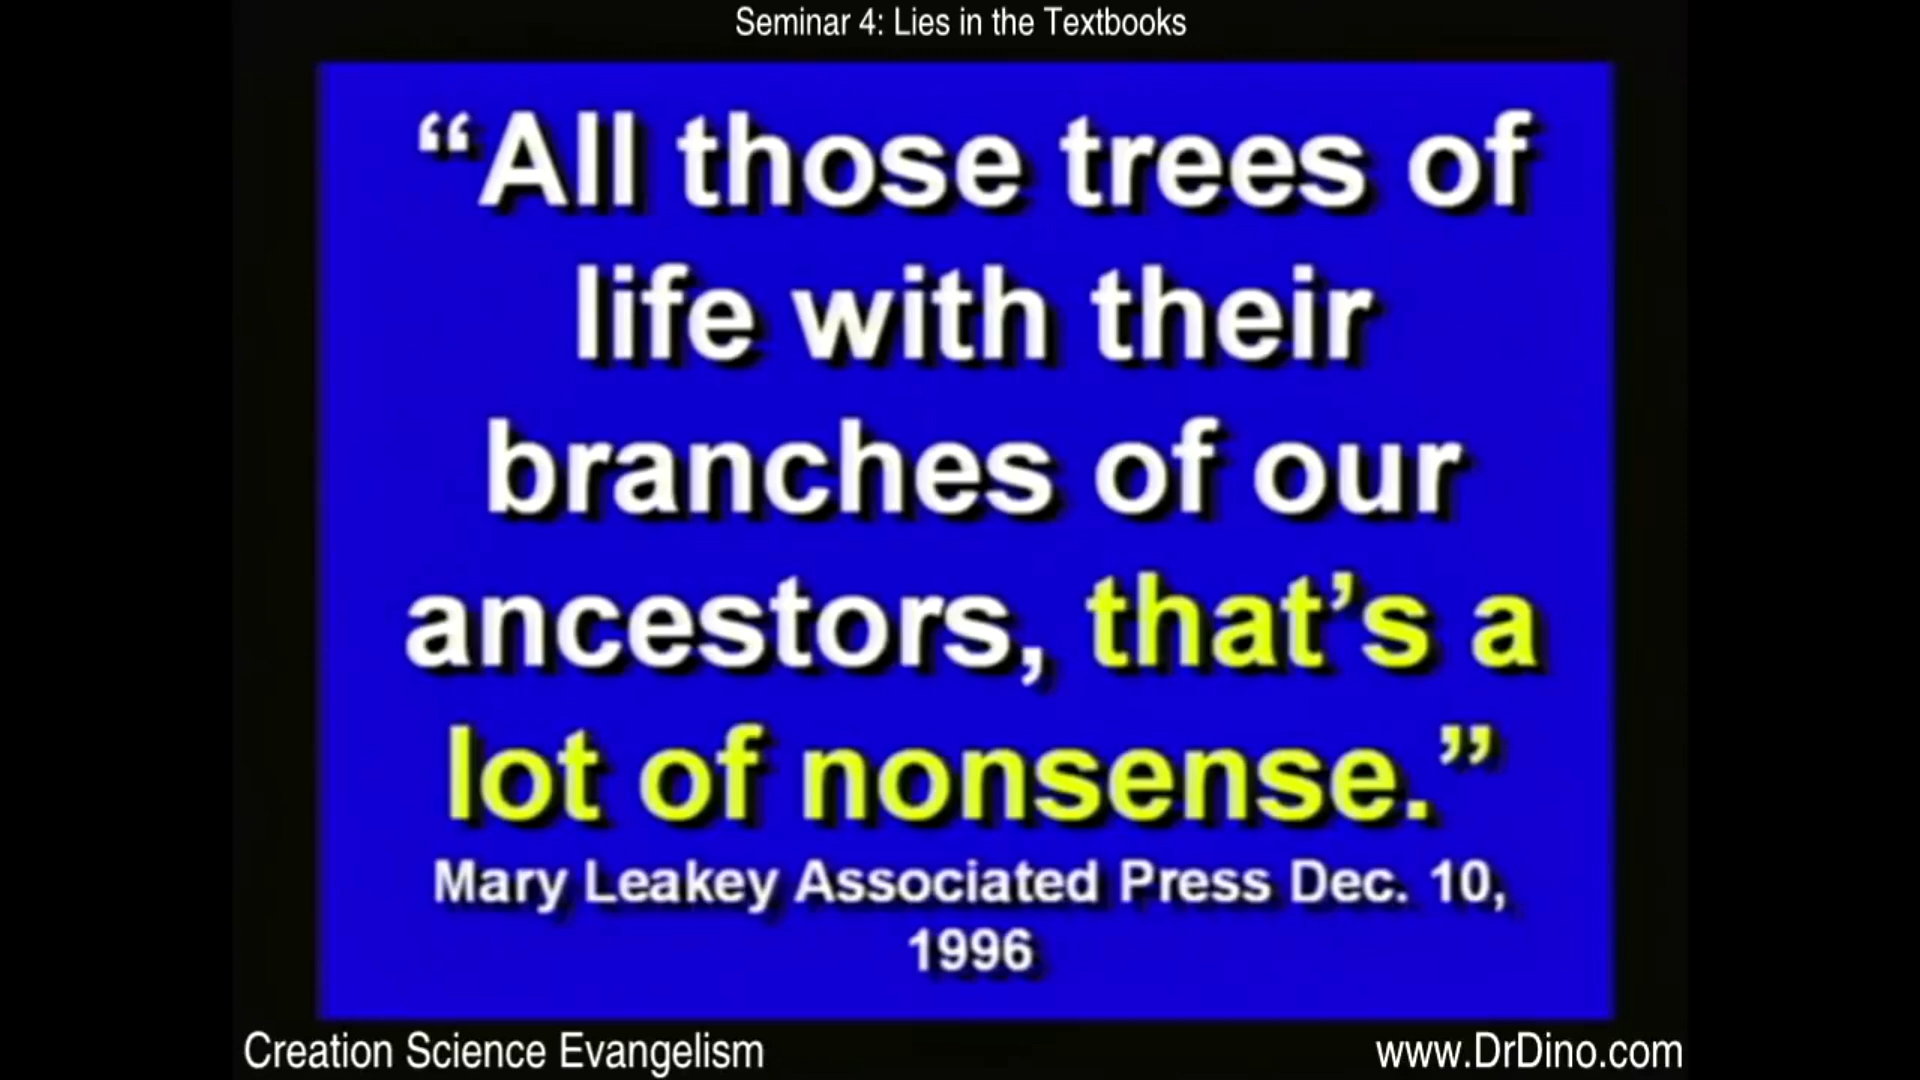 Seminar 4: Lies in the Textbooks
“All those trees of
life with their
branches of our
ancestors, that’s a
lot of nonsense.”
Mary Leakey Associated Press Dec. 10,
1996
Creation Science Evangelism
www.DrDino.com